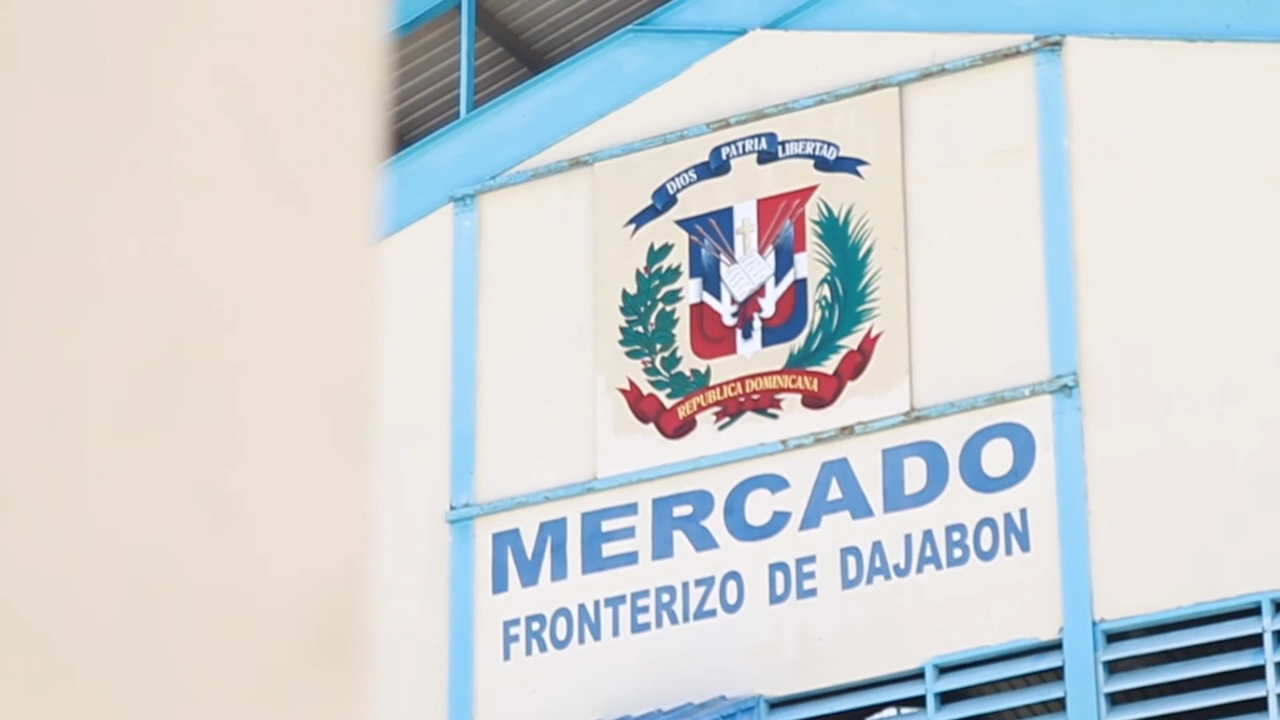 DIOS PATRIA LIBERTAD
REPUBLICA DOMINICANA
MERCADO
FRONTERIZO DE DAJABON